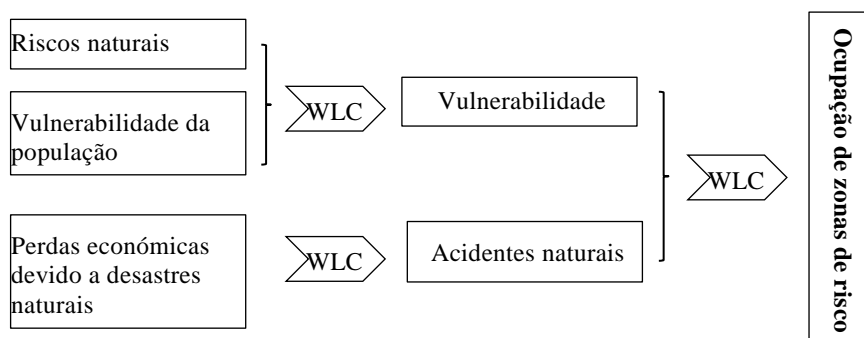 Riscos naturais
Vulnerabilidade da
população
WLC
Vulnerabilidade
Perdas económicas
devido a desastres
naturais
WLC
Acidentes naturais
WLC
Ocupação de zonas de risco